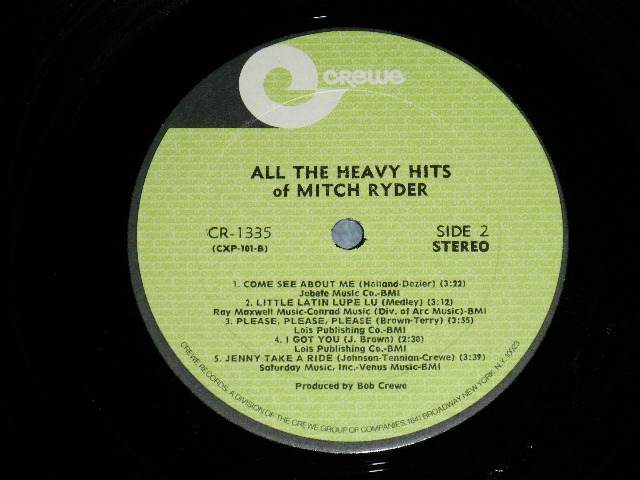 crewe
ALL THE HEAVY HITS
of MITCH RYDER
CR-1335
(CXP-101-B)
SIDE 2
STEREO
1. COME SEE ABOUT ME (Holland-Dozier) (3:22)
Jobete Music Co.-BMI
2. LITTLE LATIN LUPE LU (Medley) (3:12)
Ray Maxwell Music-Conrad Music (Div. of Arc Music)-BMI
3. PLEASE, PLEASE, PLEASE (Brown-Terry) (3:55)
Lois Publishing Co.-BMI
4. I GOT YOU (J. Brown) (2:30)
Lois Publishing Co.-BMI
5. JENNY TAKE A RIDE (Johnson-Tennian-Crewe) (3:39)
Saturday Music, Inc.-Venus Music-BMI
Produced by Bob Crewe
CREWE RECORDS, A DIVISION OF THE CREWE GROUP OF COMPANIES, 1841 BROADWAY NEW YORK, N.Y. 10023